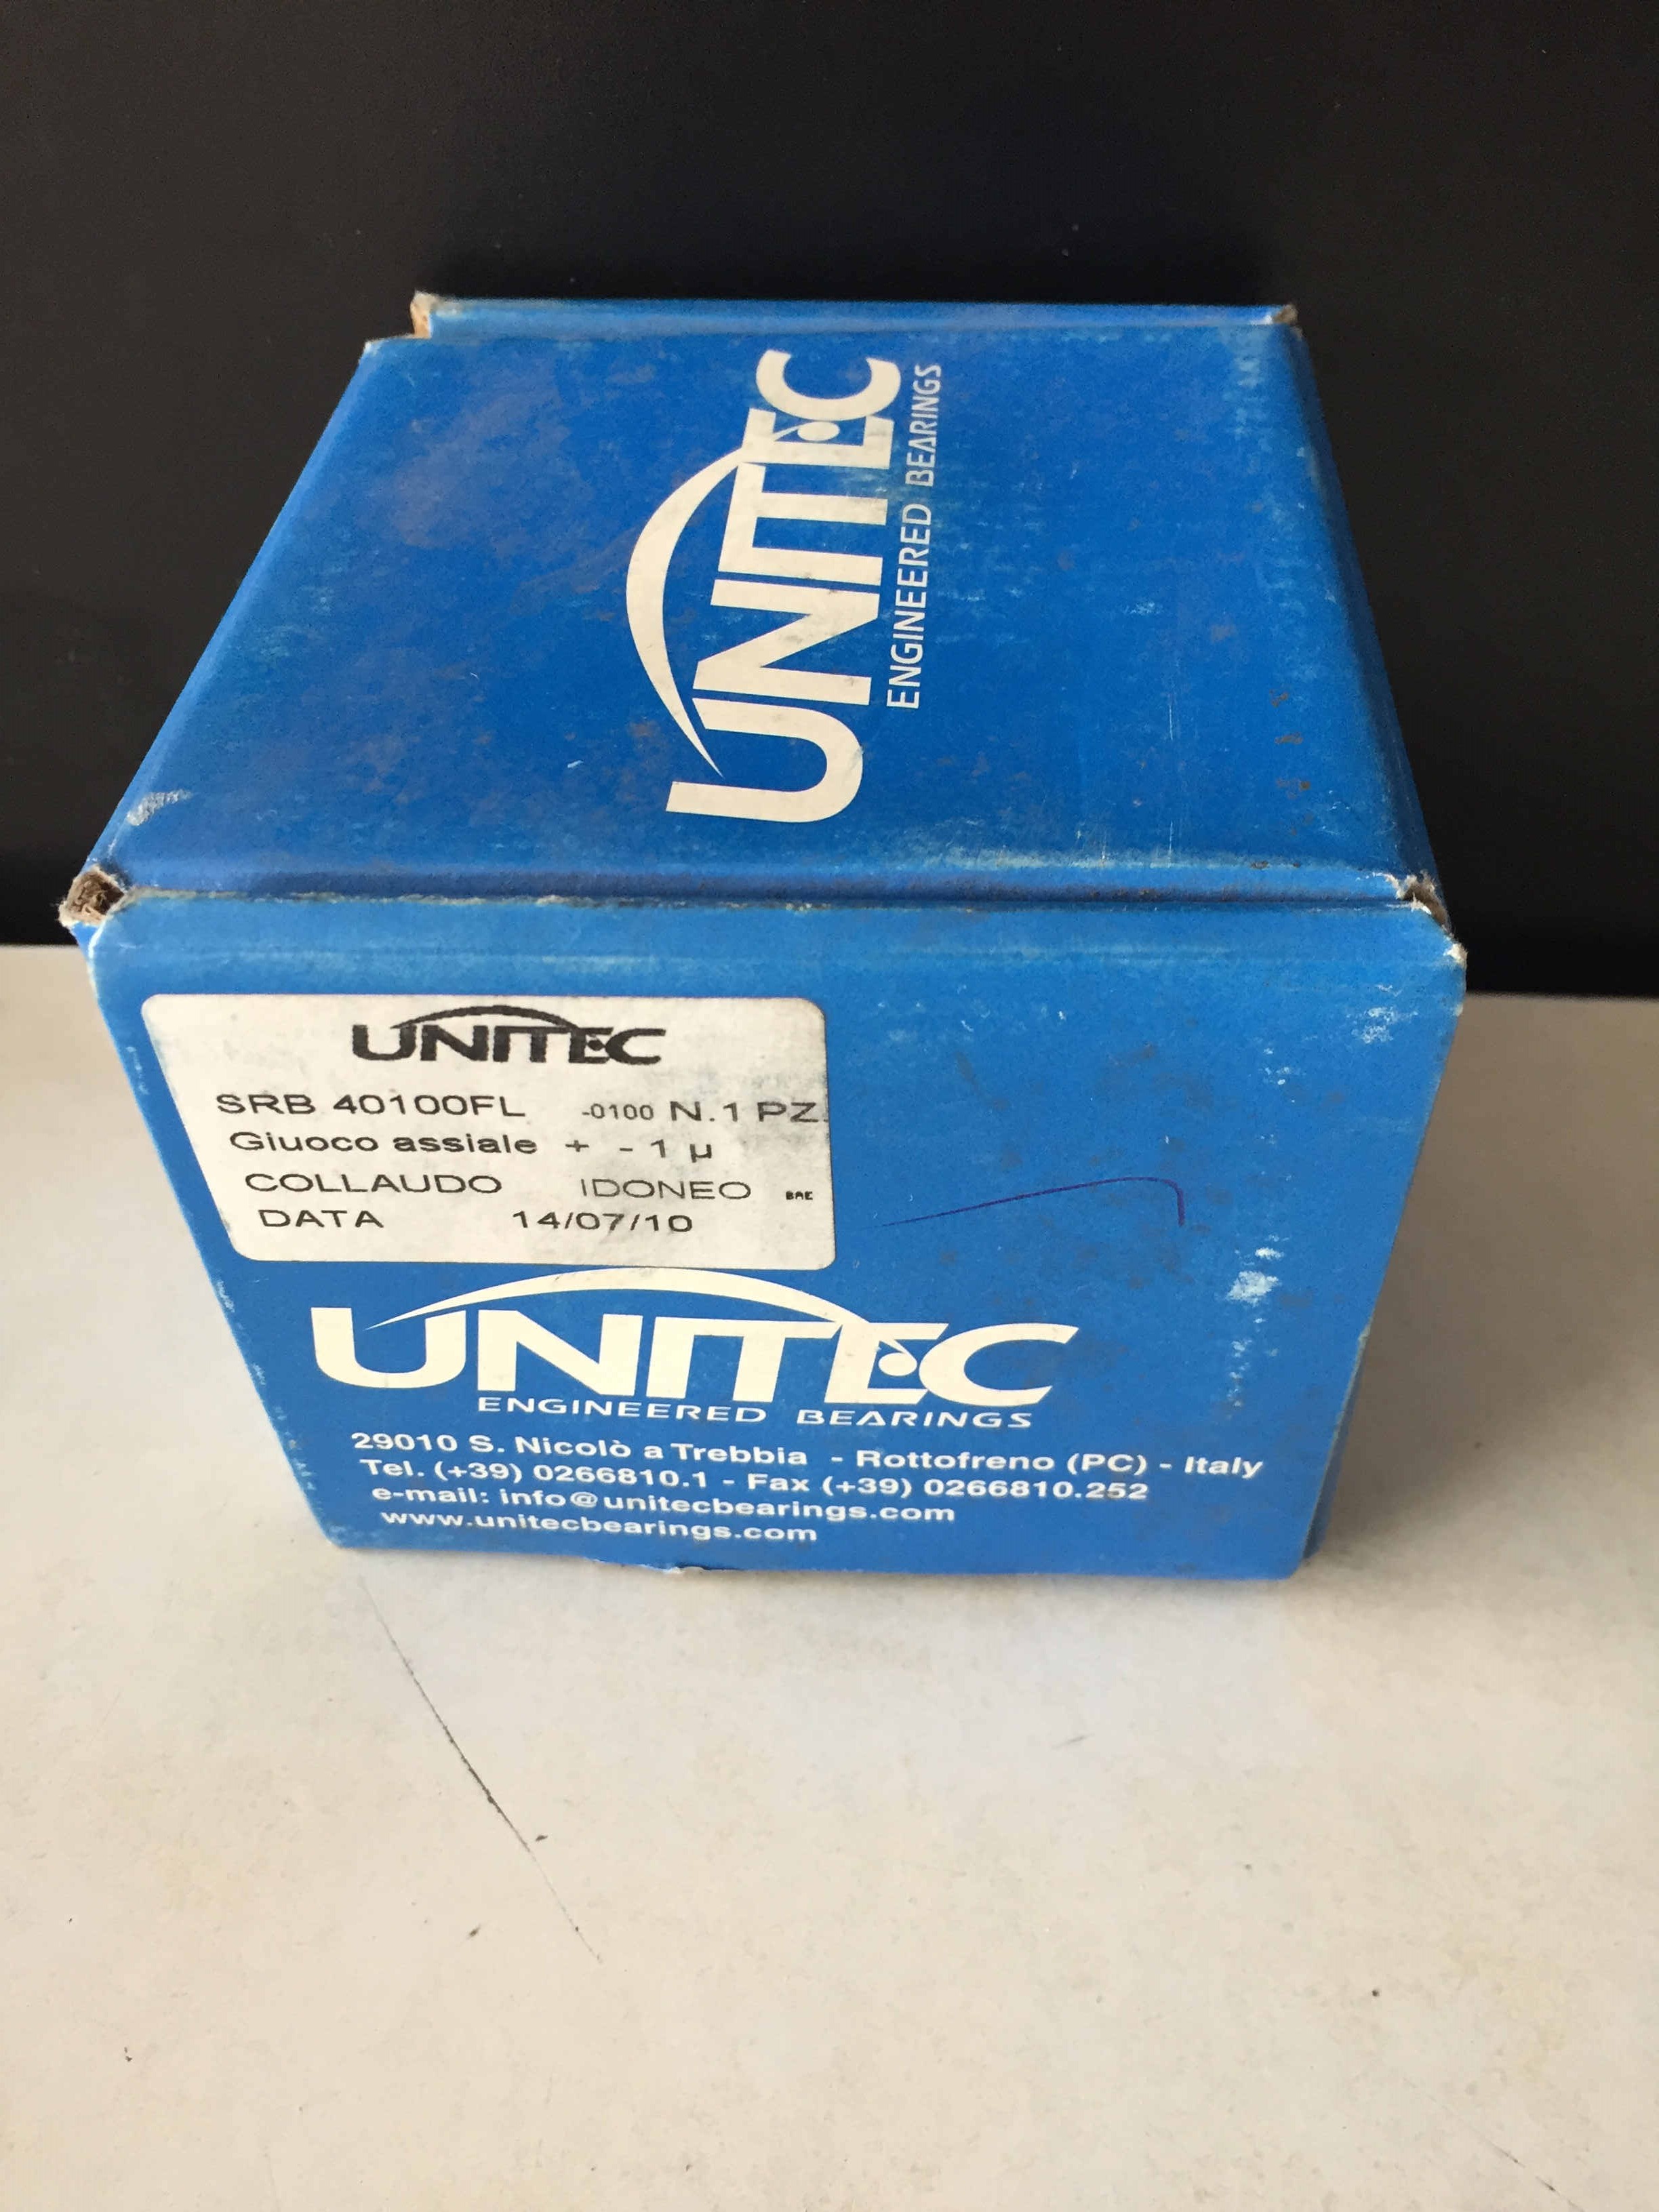 UNITEC
ENGINEERED BEARINGS
UNITEC
SRB 40100FL -0100 N.1 PZ.
Giuoco assiale + - 1 µ
COLLAUDO IDONEO BAE
DATA 14/07/10
UNITEC
ENGINEERED BEARINGS
29010 S. Nicolò a Trebbia - Rottofreno (PC) - Italy
Tel. (+39) 0266810.1 - Fax (+39) 0266810.252
e-mail: info@unitecbearings.com
www.unitecbearings.com